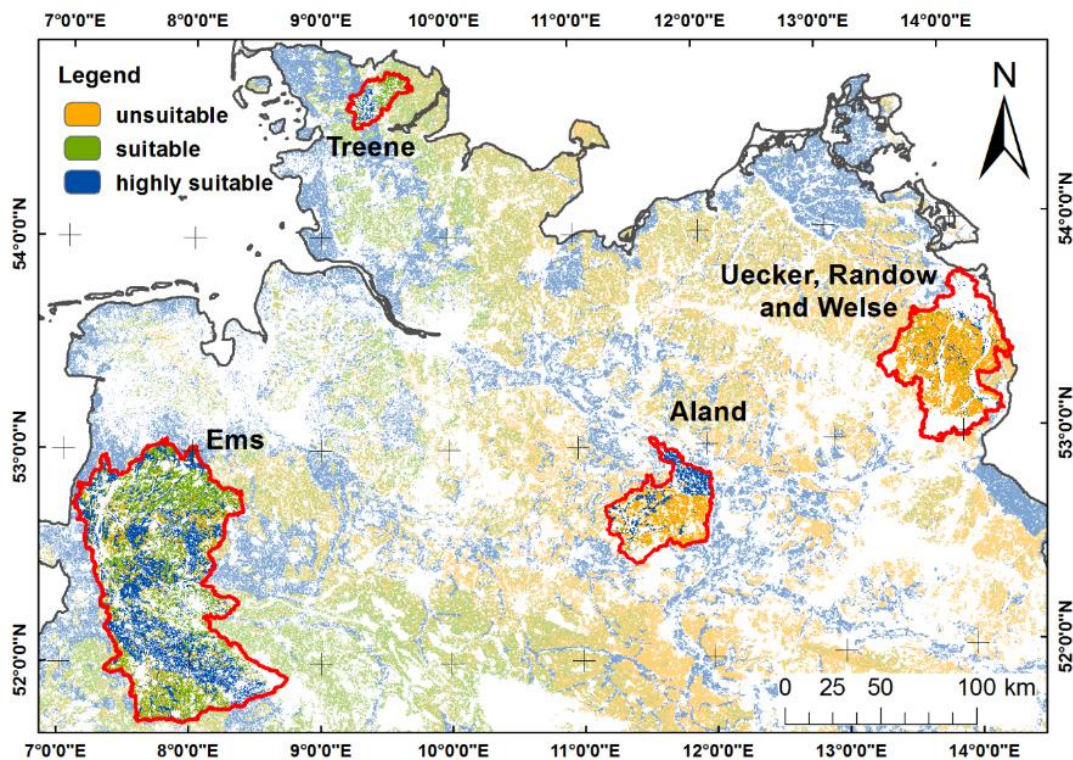 7°0'0"E 8°0'0"E 9°0'0"E 10°0'0"E 11°0'0"E 12°0'0"E 13°0'0"E 14°0'0"E
Legend
unsuitable
suitable
highly suitable
N
Treene
54°0'0"N
54°0'0"N
Uecker, Randow
and Welse
Aland
Ems
53°0'0"N
53°0'0"N
52°0'0"N
52°0'0"N
0 25 50 100 km
7°0'0"E 8°0'0"E 9°0'0"E 10°0'0"E 11°0'0"E 12°0'0"E 13°0'0"E 14°0'0"E